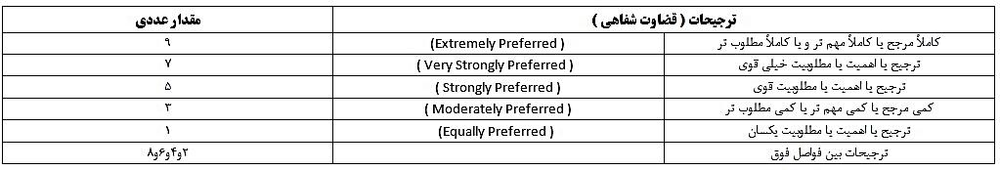 ترجیحات ( قضاوت شفاهی ) مقدار عددی
کاملاً مرجح یا کاملاً مهم تر و یا کاملاً مطلوب تر (Extremely Preferred ) ۹
ترجیح یا اهمیت یا مطلوبیت خیلی قوی ( Very Strongly Preferred ) ۷
ترجیح یا اهمیت یا مطلوبیت قوی ( Strongly Preferred ) ۵
کمی مرجح یا کمی مهم تر یا کمی مطلوب تر ( Moderately Preferred ) ۳
ترجیح یا اهمیت یا مطلوبیت یکسان (Equally Preferred ) ۱
ترجیحات بین فواصل فوق ۲و۴و۶و۸